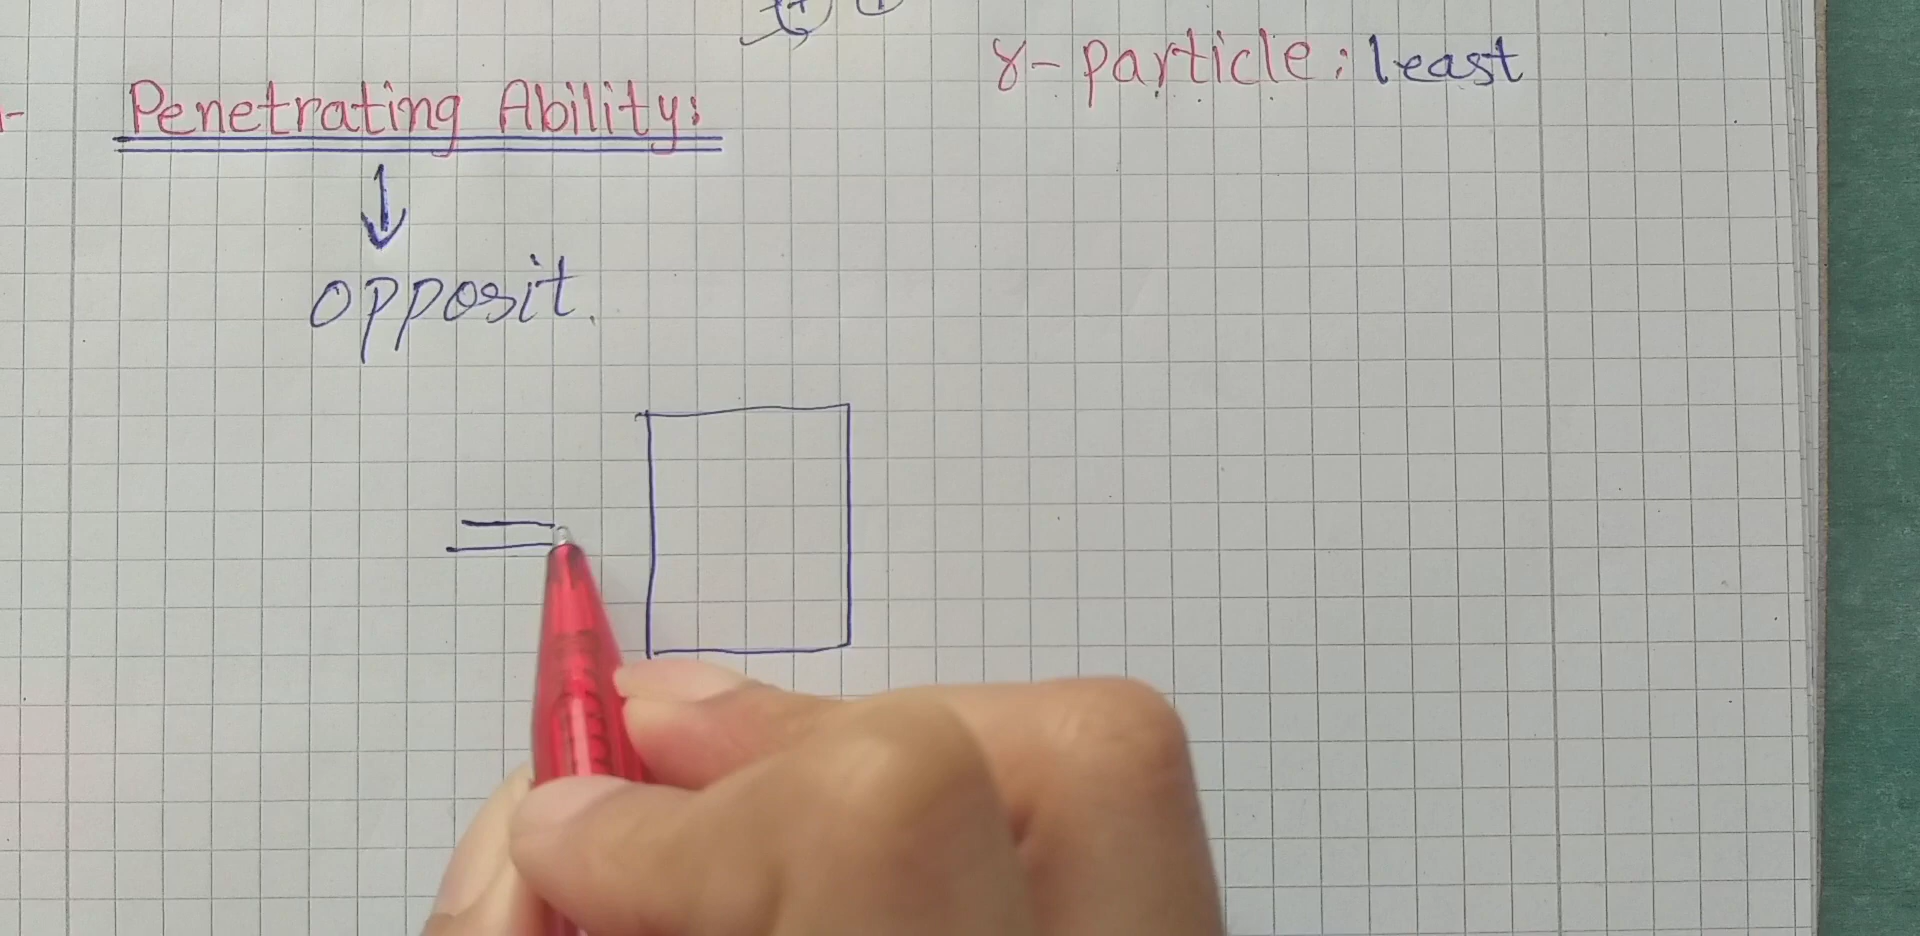 γ- particle: least
Penetrating Ability:
opposit.